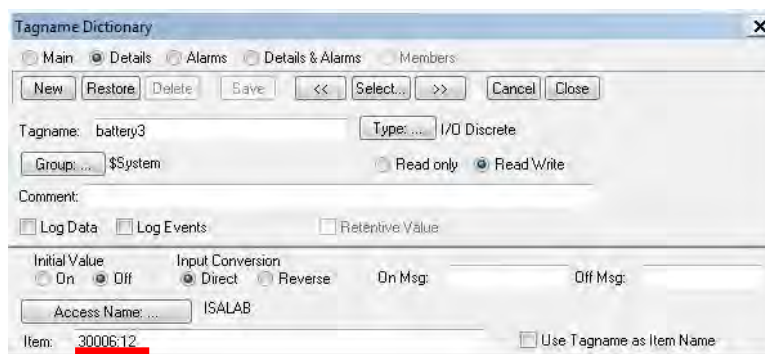 Tagname Dictionary X
Main Details Alarms Details & Alarms Members
New Restore Delete Save << Select... >> Cancel Close
Tagname: battery3 Type: ... I/O Discrete
Group: ... $System Read only Read Write
Comment:
Log Data Log Events Retentive Value
Initial Value Input Conversion
On Off Direct Reverse On Msg: Off Msg:
Access Name: ... ISALAB
Item: 30006:12 Use Tagname as Item Name